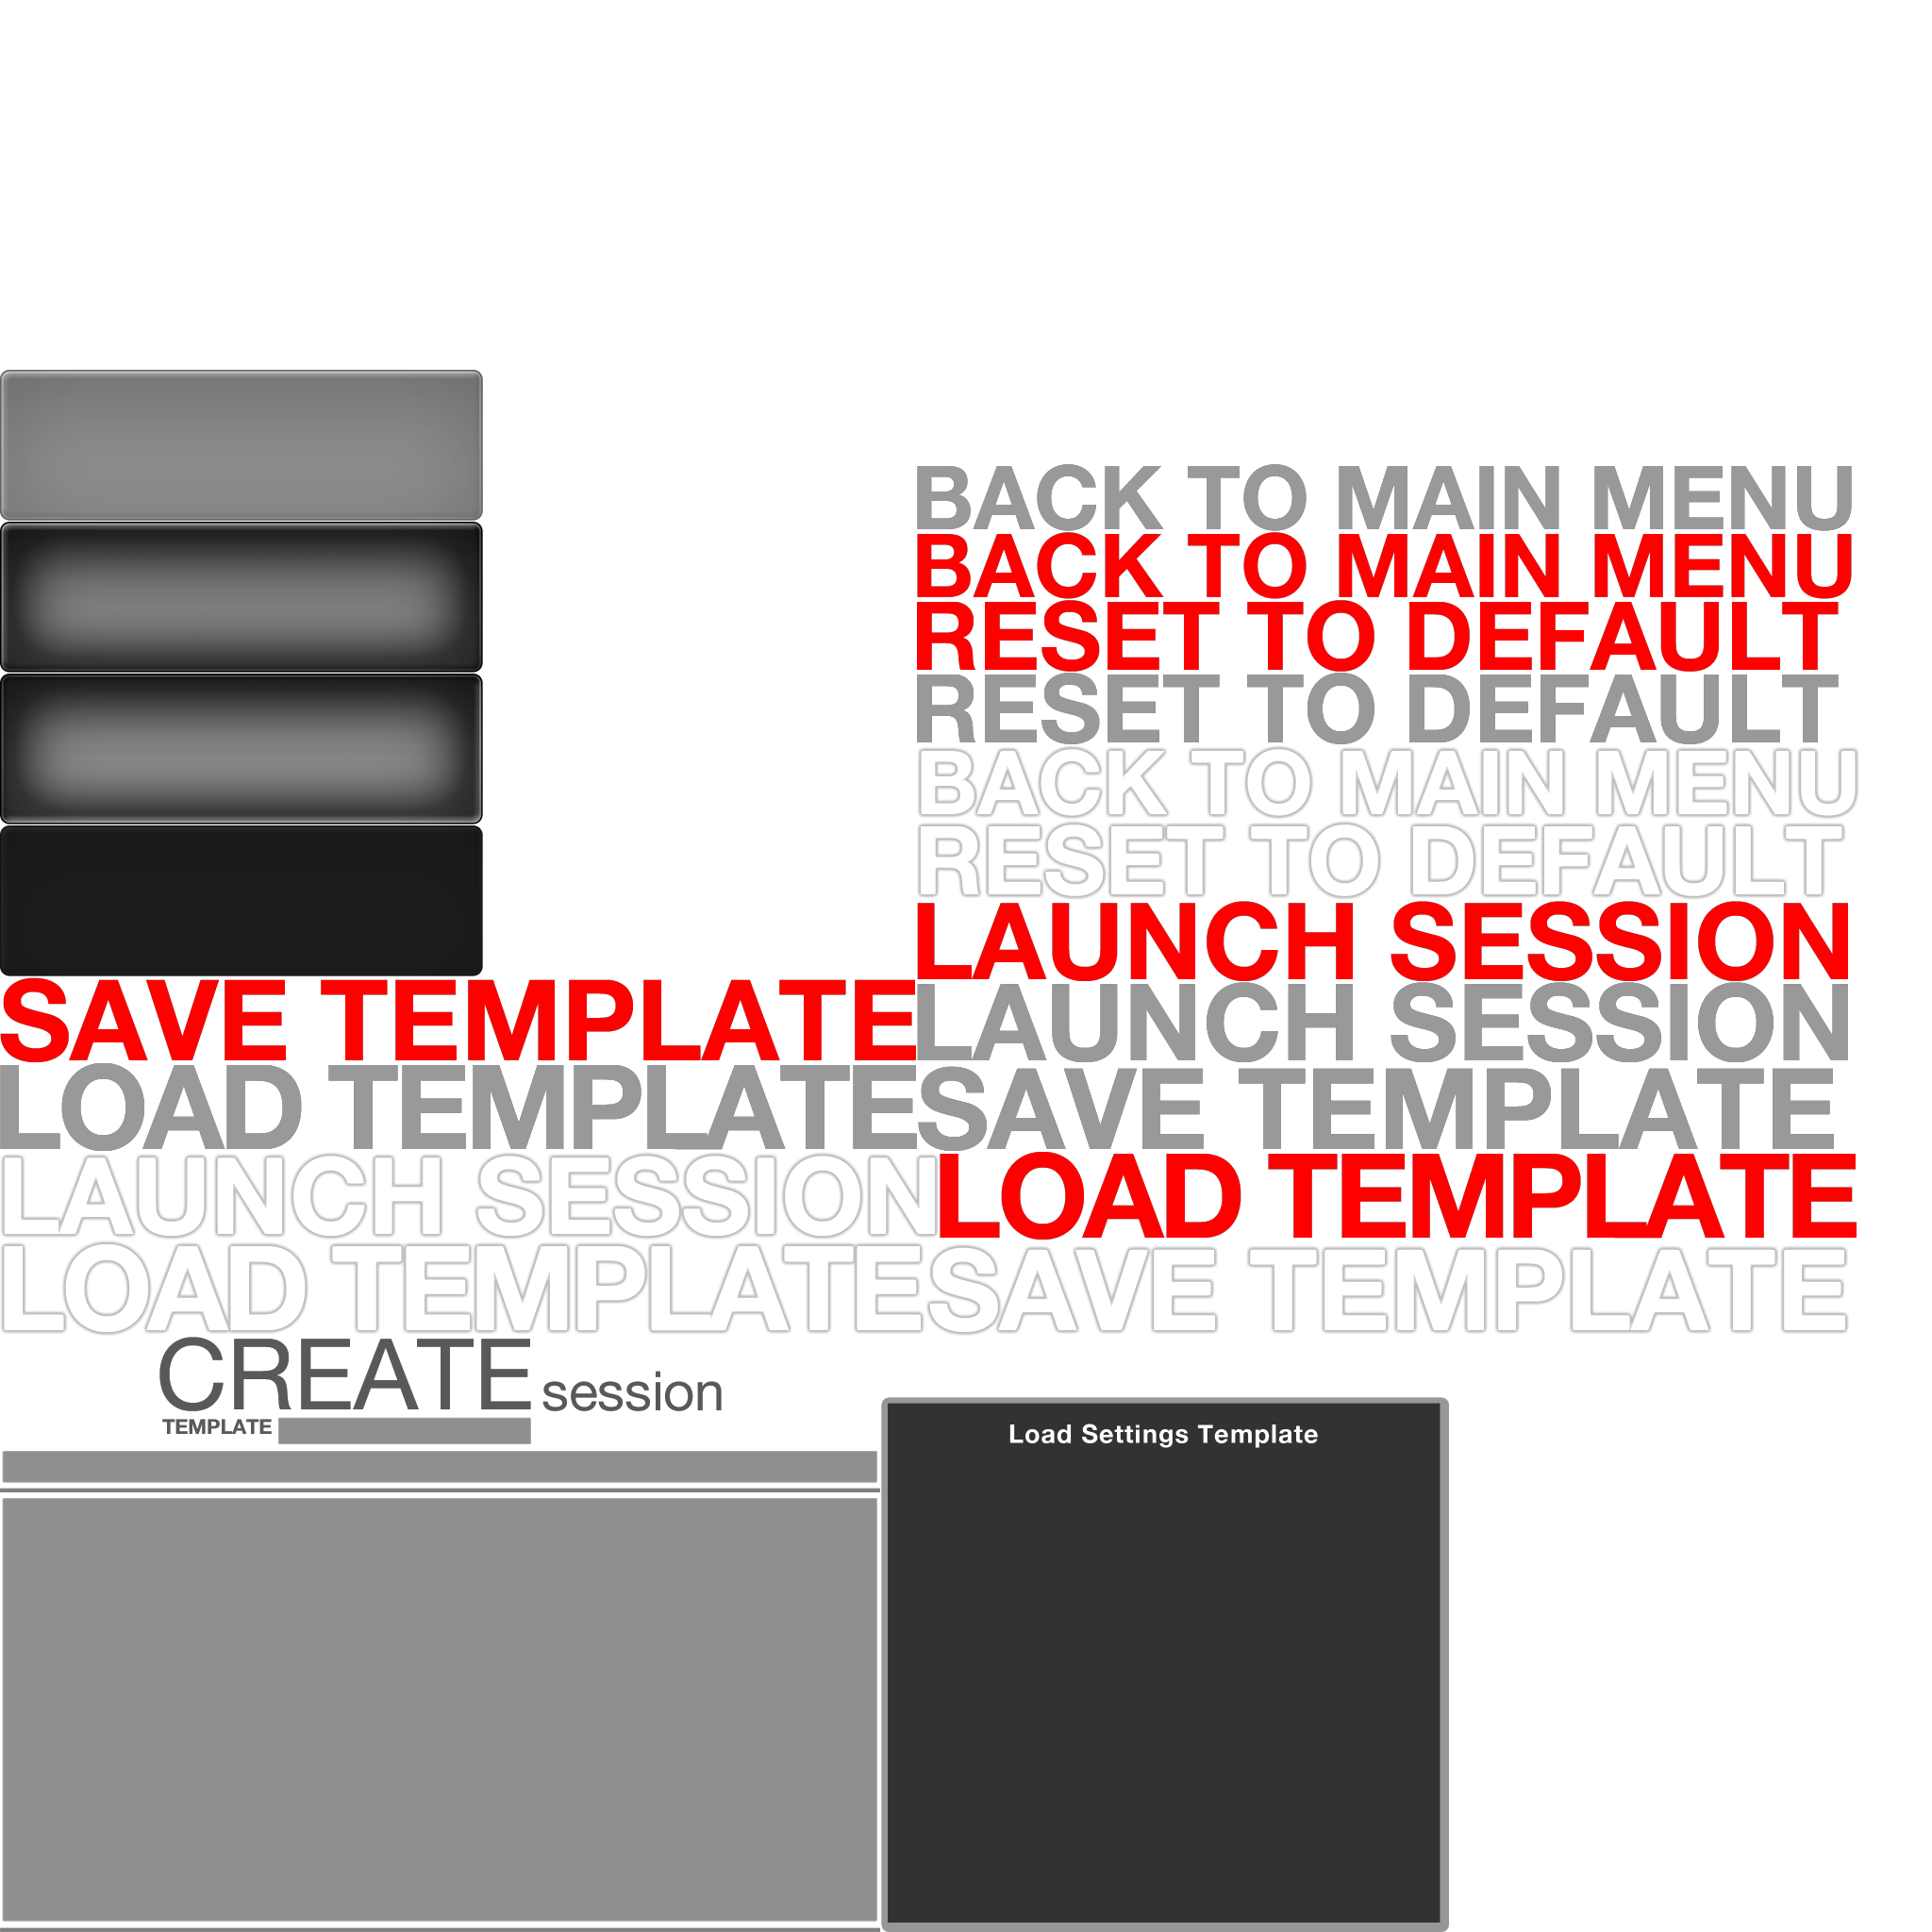 BACK TO MAIN MENU
BACK TO MAIN MENU
RESET TO DEFAULT
RESET TO DEFAULT
BACK TO MAIN MENU
RESET TO DEFAULT
LAUNCH SESSION
SAVE TEMPLATE
LAUNCH SESSION
LOAD TEMPLATE
SAVE TEMPLATE
LAUNCH SESSION
LOAD TEMPLATE
LOAD TEMPLATE
SAVE TEMPLATE
CREATE session
TEMPLATE
Load Settings Template